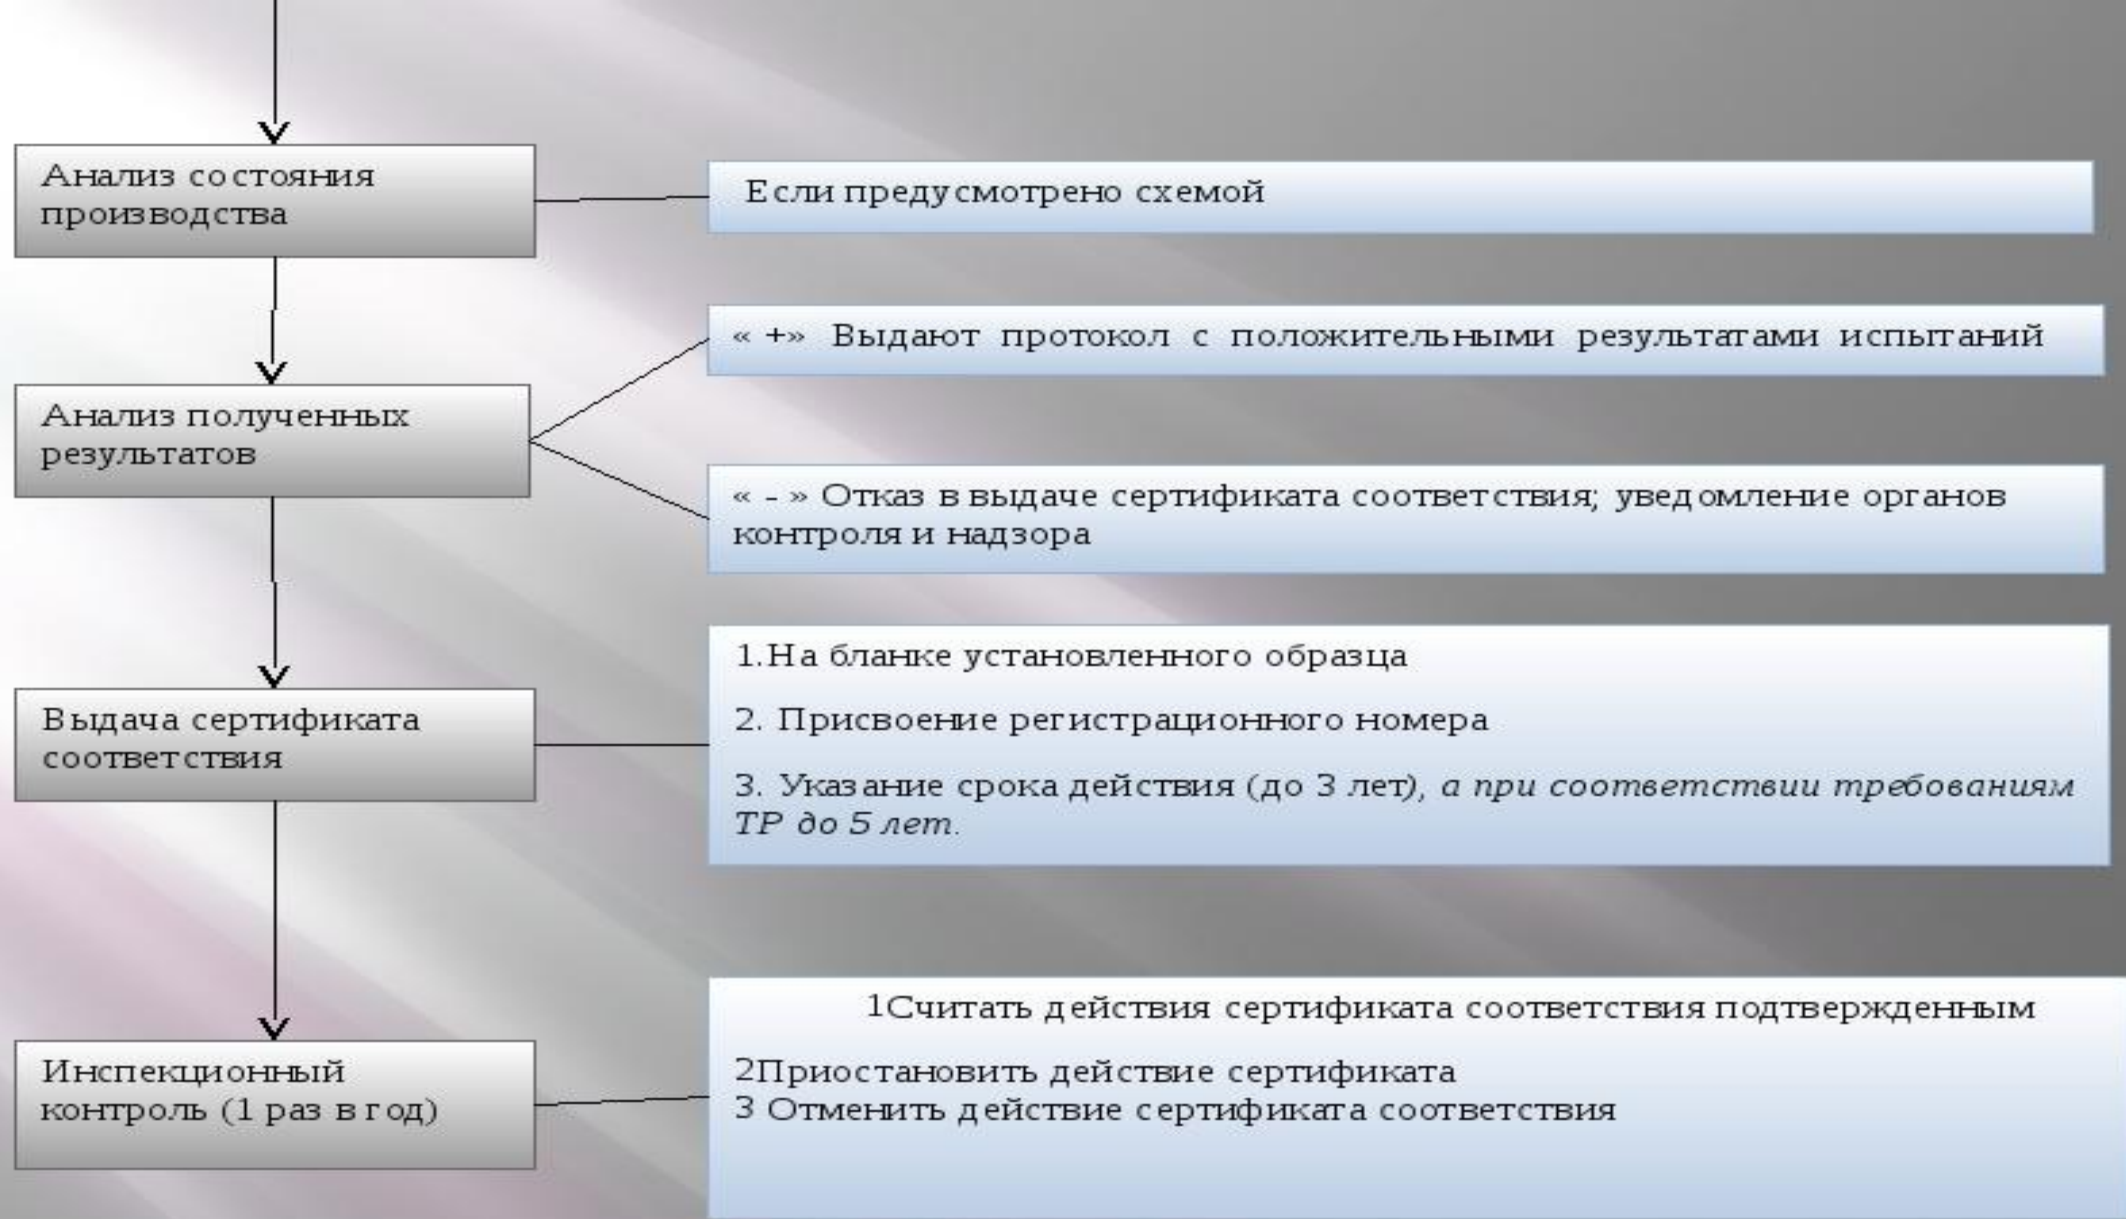 Анализ состояния
производства
Если предусмотрено схемой
« +» Выдают протокол с положительными результатами испытаний
Анализ полученных
результатов
« - » Отказ в выдаче сертификата соответствия; уведомление органов
контроля и надзора
1.На бланке установленного образца
2. Присвоение регистрационного номера
Выдача сертификата
соответствия
3. Указание срока действия (до 3 лет), а при соответствии требованиям
ТР до 5 лет.
1Считать действия сертификата соответствия подтвержденным
Инспекционный
контроль (1 раз в год)
2Приостановить действие сертификата
3 Отменить действие сертификата соответствия